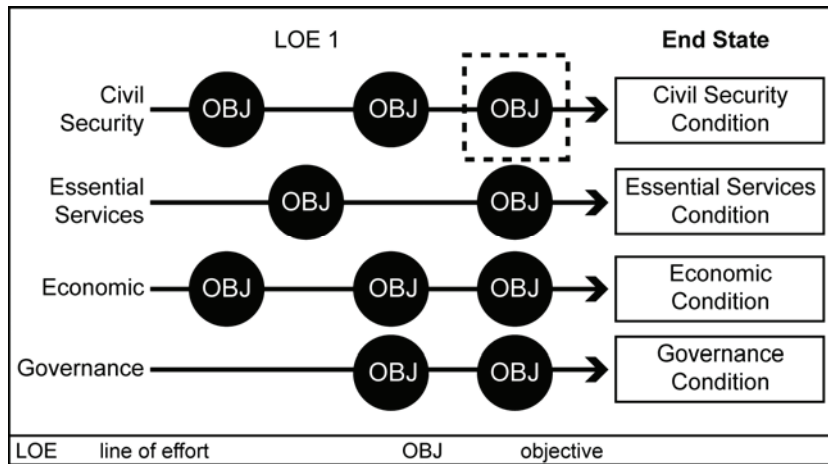 LOE 1
End State
Civil
Security
OBJ
OBJ
OBJ
Civil Security
Condition
Essential
Services
OBJ
OBJ
Essential Services
Condition
Economic
OBJ
OBJ
OBJ
Economic
Condition
Governance
OBJ
OBJ
Governance
Condition
LOE line of effort OBJ objective